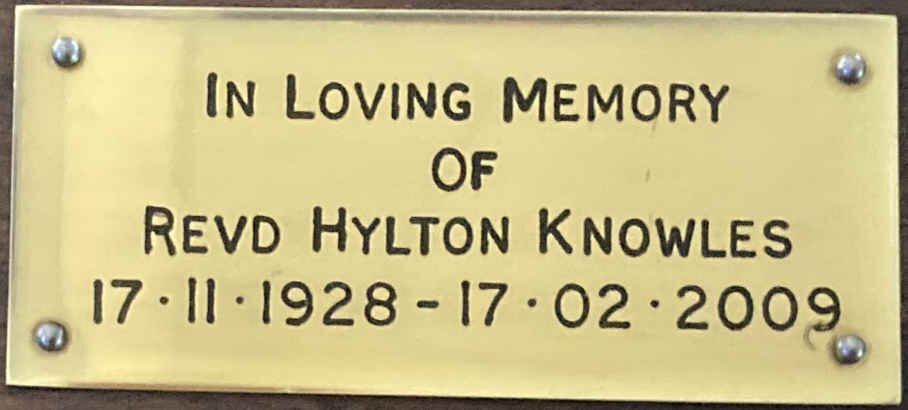 In Loving Memory
of
Revd Hylton Knowles
17·11·1928-17·02·2009